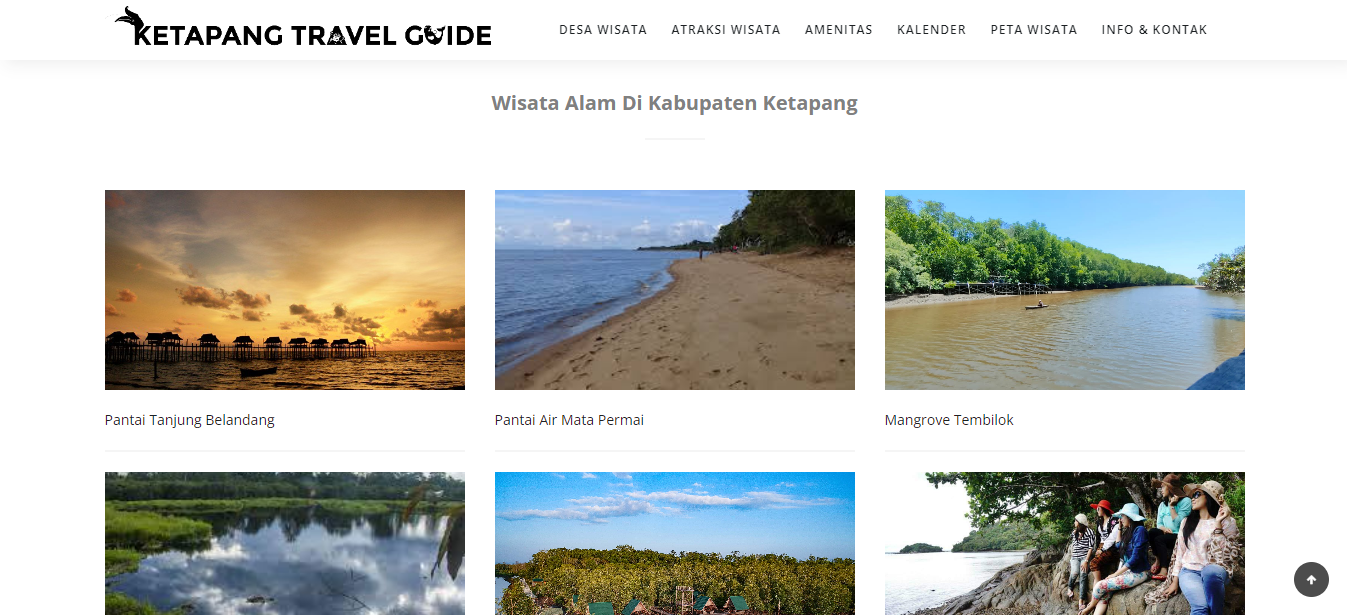 KETAPANG TRAVEL GUIDE
DESA WISATA ATRAKSI WISATA AMENITAS KALENDER PETA WISATA INFO & KONTAK
Wisata Alam Di Kabupaten Ketapang
Pantai Tanjung Belandang
Pantai Air Mata Permai
Mangrove Tembilok